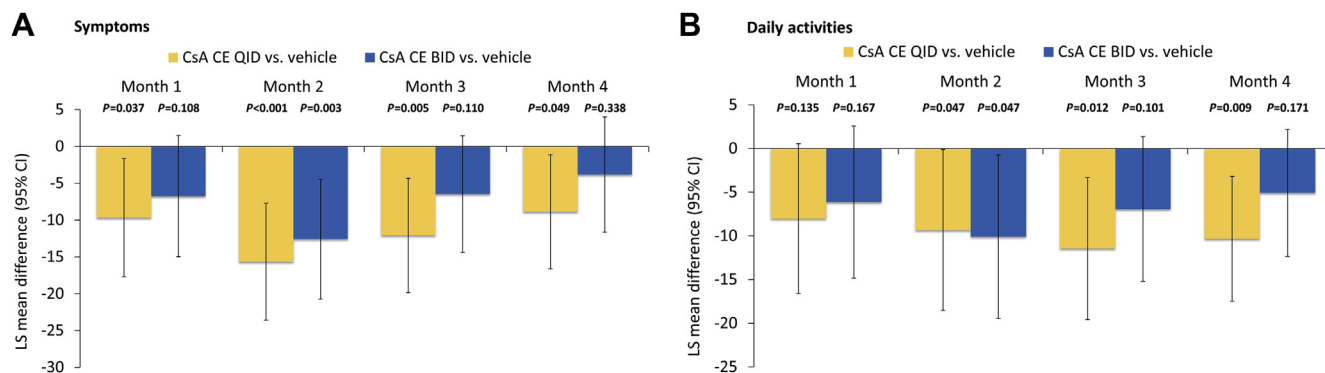 A Symptoms
CsA CE QID vs. vehicle CsA CE BID vs. vehicle
Month 1 Month 2 Month 3 Month 4
P=0.037 P=0.108 P<0.001 P=0.003 P=0.005 P=0.110 P=0.049 P=0.338
LS mean difference (95% CI)
5
0
-5
-10
-15
-20
-25
-30
B Daily activities
CsA CE QID vs. vehicle CsA CE BID vs. vehicle
Month 1 Month 2 Month 3 Month 4
P=0.135 P=0.167 P=0.047 P=0.047 P=0.012 P=0.101 P=0.009 P=0.171
LS mean difference (95% CI)
5
0
-5
-10
-15
-20
-25